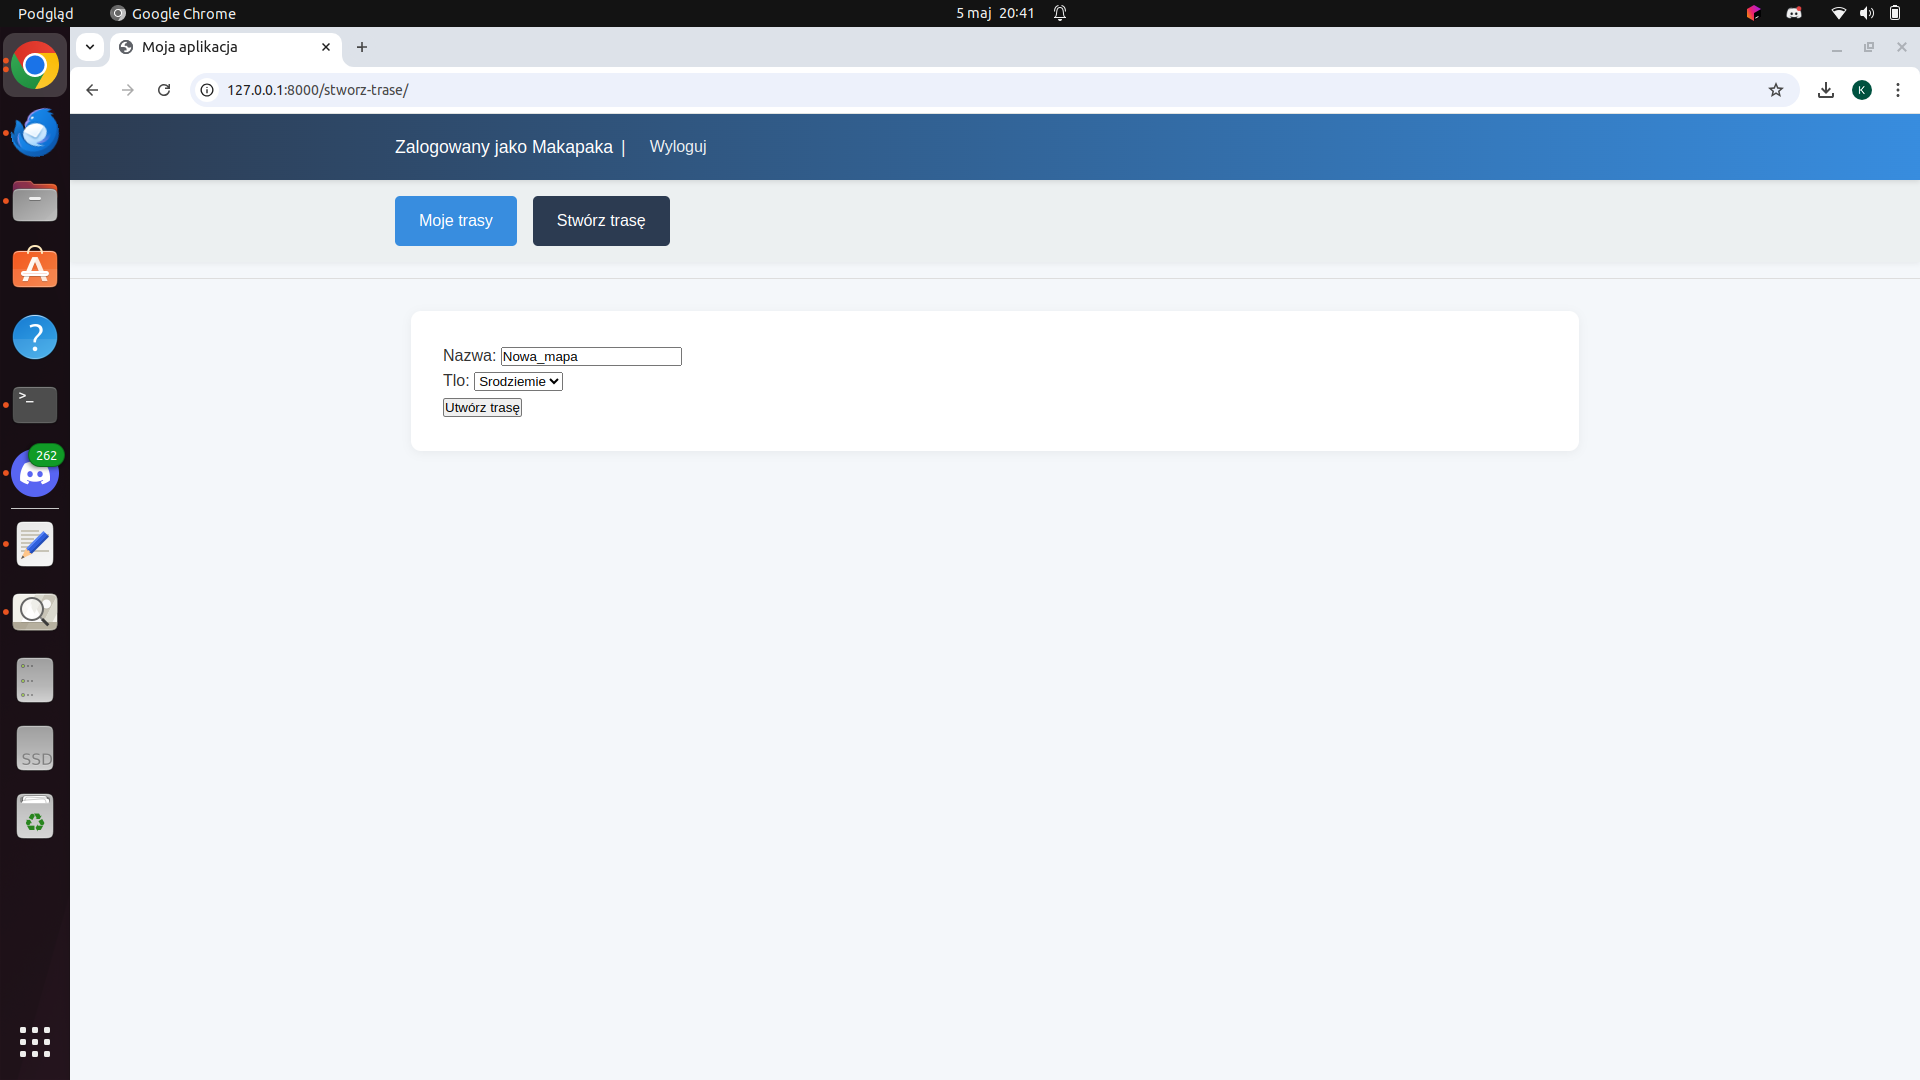 Podgląd
Google Chrome
5 maj 20:41
Moja aplikacja
127.0.0.1:8000/stworz-trase/
K
Zalogowany jako Makapaka | Wyloguj
Moje trasy
Stwórz trasę
Nazwa: Nowa_mapa
Tlo: Srodziemie
Utwórz trasę
>_
262
SSD